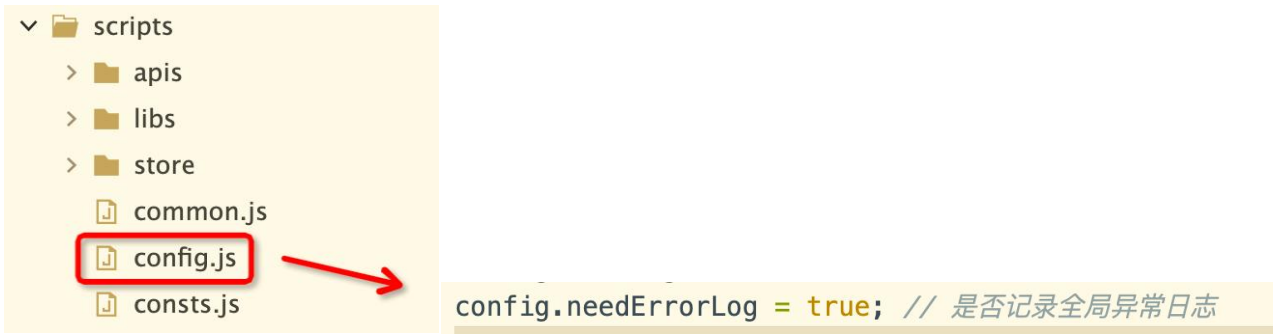 scripts
apis
libs
store
common.js
config.js
consts.js
config.needErrorLog = true; // 是否记录全局异常日志